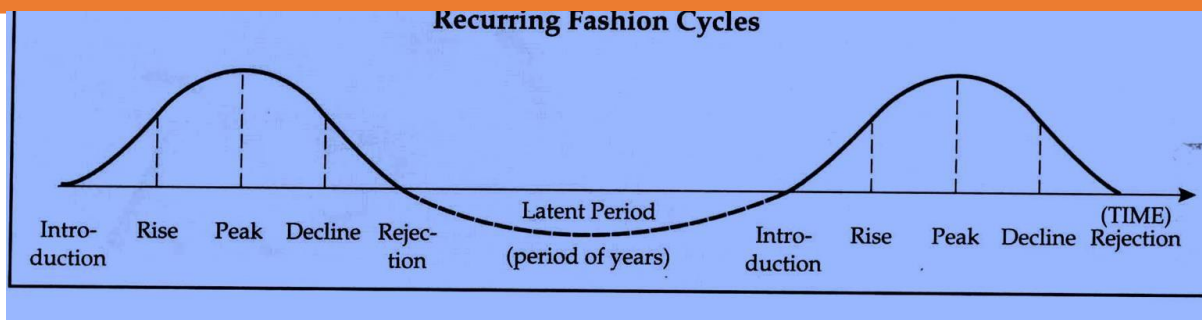 Recurring Fashion Cycles
Latent Period
(period of years)
(TIME)
Intro-
duction
Rise
Peak
Decline
Rejec-
tion
Intro-
duction
Rise
Peak
Decline
Rejection